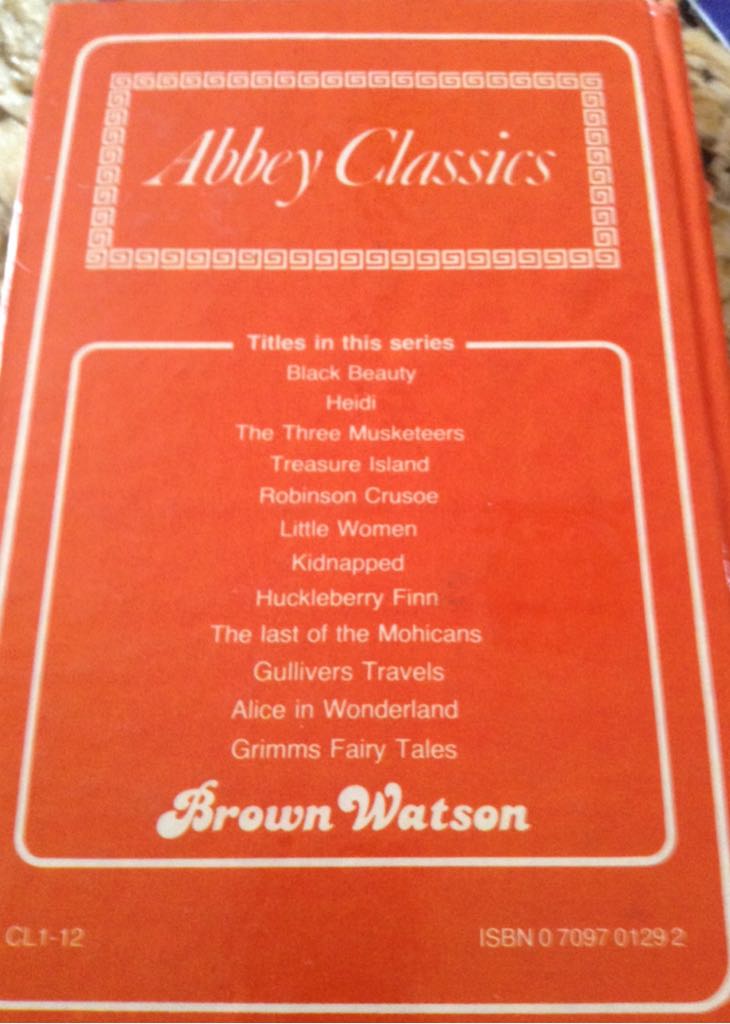 Abbey Classics
Titles in this series
Black Beauty
Heidi
The Three Musketeers
Treasure Island
Robinson Crusoe
Little Women
Kidnapped
Huckleberry Finn
The last of the Mohicans
Gullivers Travels
Alice in Wonderland
Grimms Fairy Tales
Brown Watson
CL1-12
ISBN 0 7097 0129 2